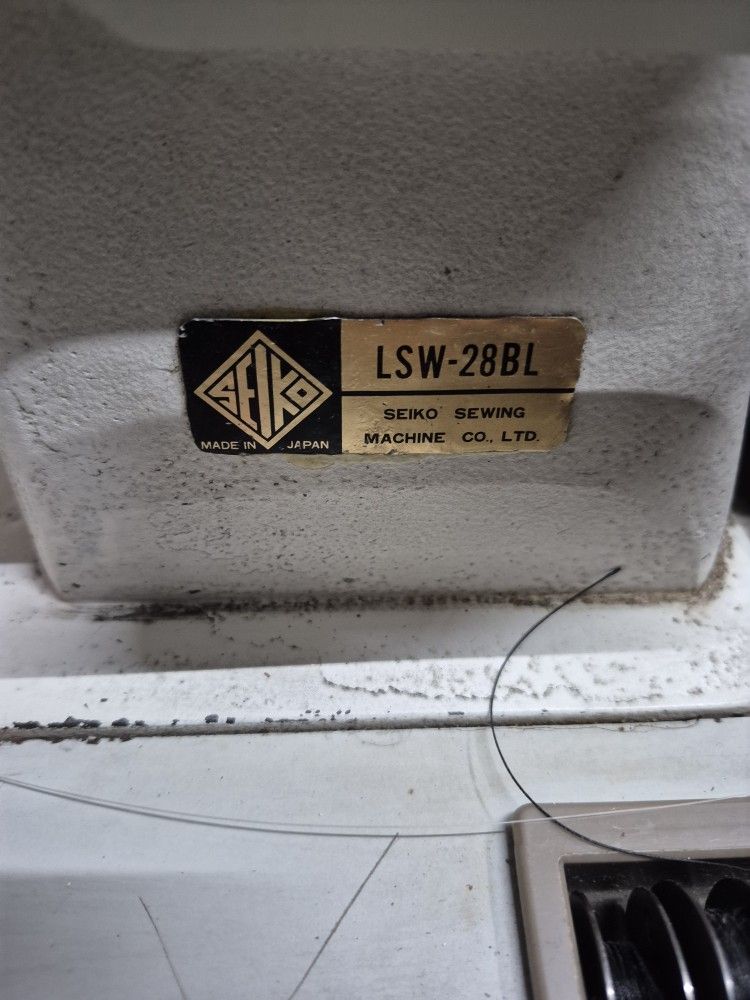 SEIKO
MADE IN JAPAN
LSW-28BL
SEIKO SEWING
MACHINE CO., LTD.